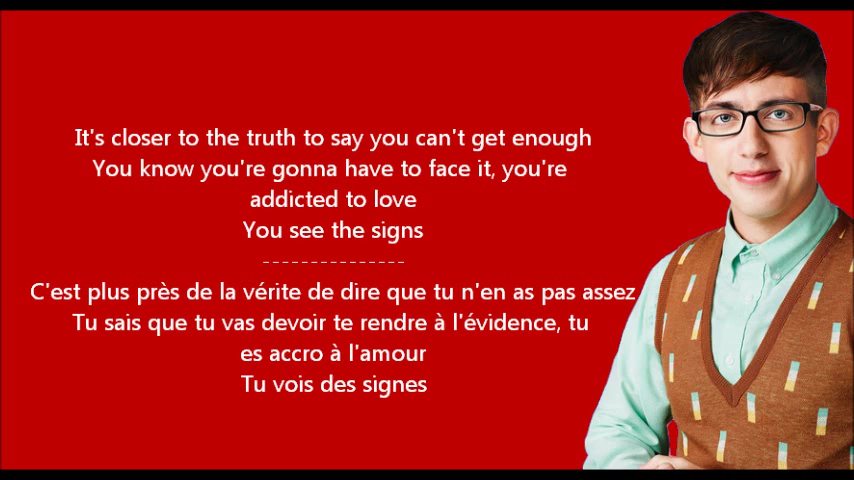 It's closer to the truth to say you can't get enough
You know you're gonna have to face it, you're
addicted to love
You see the signs
---------------
C'est plus près de la vérite de dire que tu n'en as pas assez
Tu sais que tu vas devoir te rendre à l'évidence, tu
es accro à l'amour
Tu vois des signes